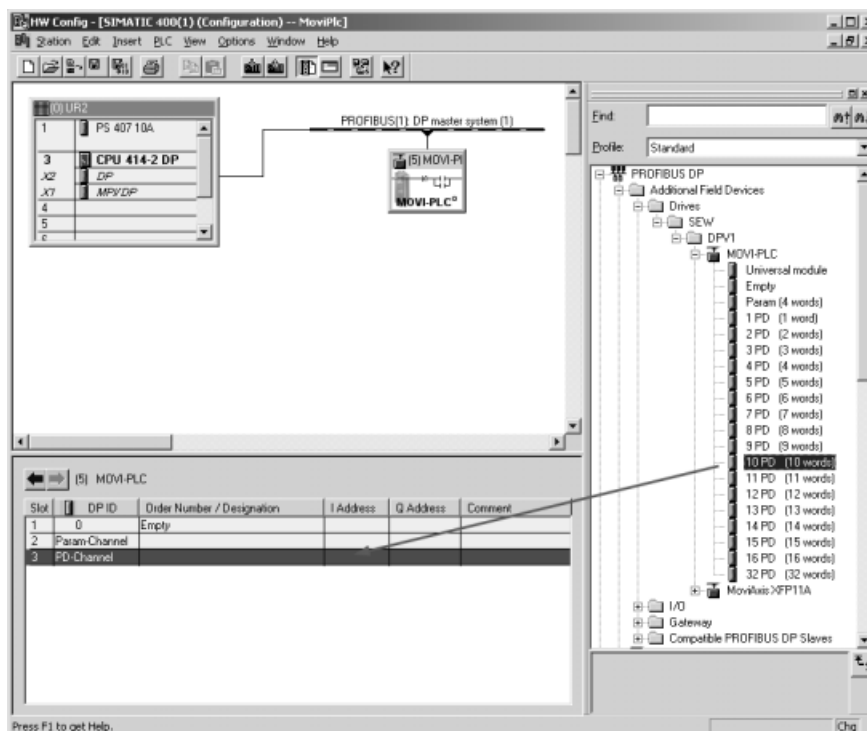 HW Config - [SIMATIC 400(1) (Configuration) -- MoviPlc]
Station Edit Insert PLC View Options Window Help
(0) UR2
1 PS 407 10A
3 CPU 414-2 DP
X2 DP
X1 MPI/DP
4
5
6
PROFIBUS(1): DP master system (1)
(5) MOVI-Pl
MOVI-PLC
Find:
Profile: Standard
PROFIBUS DP
Additional Field Devices
Drives
SEW
DPV1
MOVI-PLC
Universal module
Empty
Param (4 words)
1 PD (1 word)
2 PD (2 words)
3 PD (3 words)
4 PD (4 words)
5 PD (5 words)
6 PD (6 words)
7 PD (7 words)
8 PD (8 words)
9 PD (9 words)
10 PD (10 words)
11 PD (11 words)
12 PD (12 words)
13 PD (13 words)
14 PD (14 words)
15 PD (15 words)
16 PD (16 words)
32 PD (32 words)
MoviAxis XFP11A
I/O
Gateway
Compatible PROFIBUS DP Slaves
(5) MOVI-PLC
Slot DP ID Order Number / Designation I Address Q Address Comment
1 0 Empty
2 Param-Channel
3 PD-Channel
Press F1 to get Help.
Chg